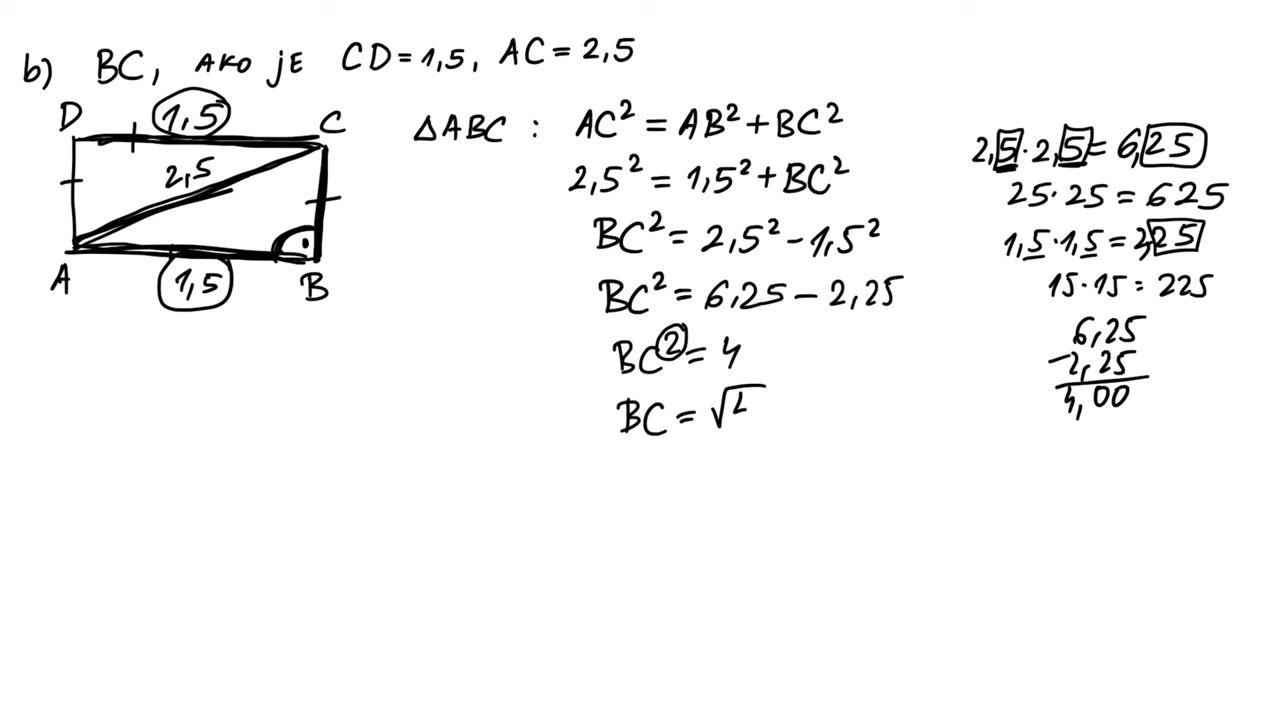 b) BC, AKO JE CD=1,5, AC=2,5
D 1,5 C
2,5
A 1,5 B
ΔABC : AC² = AB² + BC²
2,5² = 1,5² + BC²
BC² = 2,5² - 1,5²
BC² = 6,25 - 2,25
BC² = 4
BC = √
2,5·2,5 = 6,25
25·25 = 625
1,5·1,5 = 2,25
15·15 = 225
6,25
-2,25
4,00